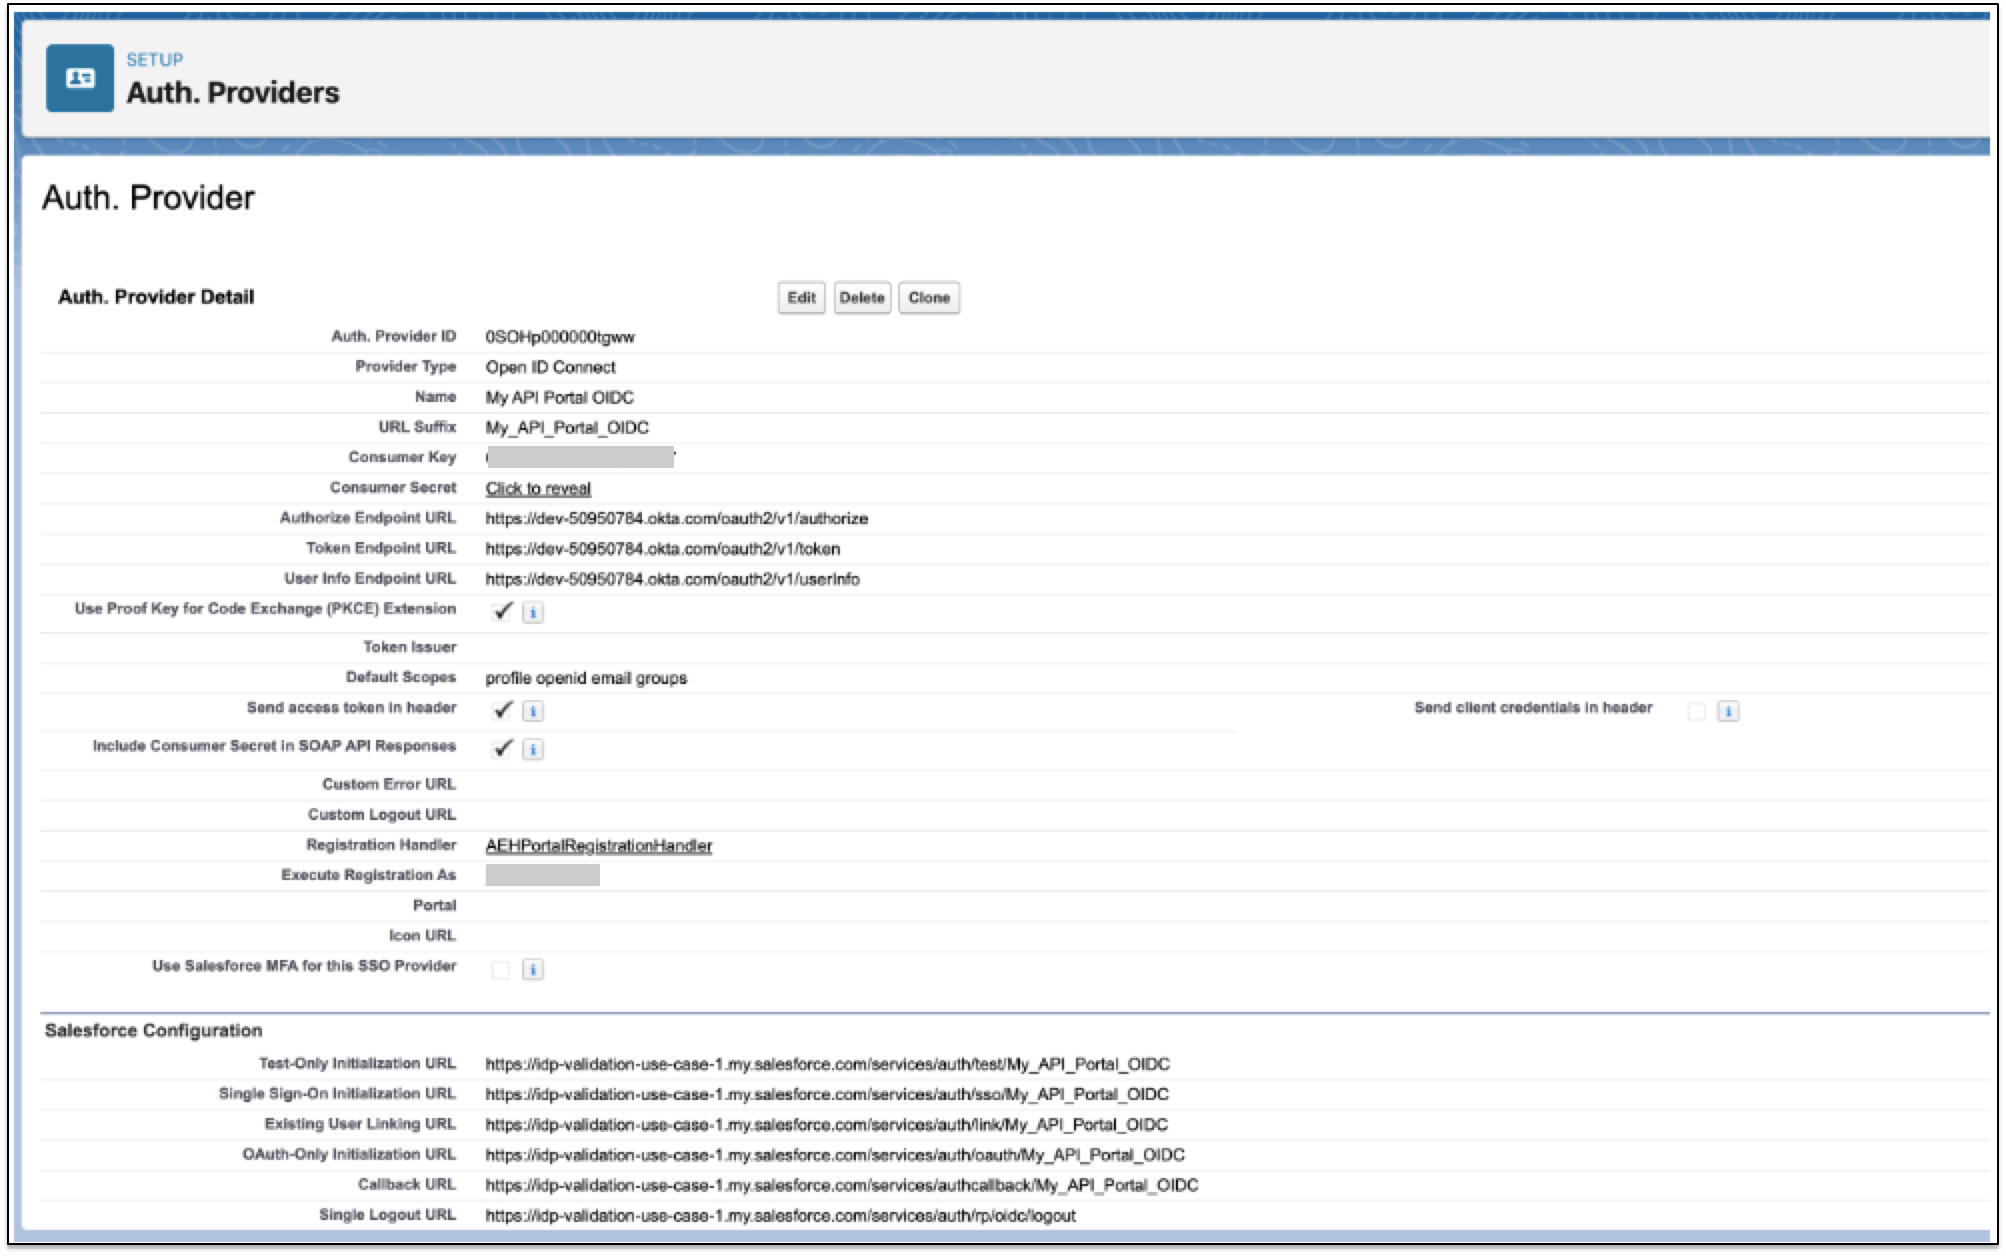 SETUP
Auth. Providers
Auth. Provider
Auth. Provider Detail
Edit Delete Clone
Auth. Provider ID 0SOHp000000tgww
Provider Type Open ID Connect
Name My API Portal OIDC
URL Suffix My_API_Portal_OIDC
Consumer Key
Consumer Secret Click to reveal
Authorize Endpoint URL https://dev-50950784.okta.com/oauth2/v1/authorize
Token Endpoint URL https://dev-50950784.okta.com/oauth2/v1/token
User Info Endpoint URL https://dev-50950784.okta.com/oauth2/v1/userinfo
Use Proof Key for Code Exchange (PKCE) Extension
Token Issuer
Default Scopes profile openid email groups
Send access token in header Send client credentials in header
Include Consumer Secret in SOAP API Responses
Custom Error URL
Custom Logout URL
Registration Handler AEHPortalRegistrationHandler
Execute Registration As
Portal
Icon URL
Use Salesforce MFA for this SSO Provider
Salesforce Configuration
Test-Only Initialization URL https://idp-validation-use-case-1.my.salesforce.com/services/auth/test/My_API_Portal_OIDC
Single Sign-On Initialization URL https://idp-validation-use-case-1.my.salesforce.com/services/auth/sso/My_API_Portal_OIDC
Existing User Linking URL https://idp-validation-use-case-1.my.salesforce.com/services/auth/link/My_API_Portal_OIDC
OAuth-Only Initialization URL https://idp-validation-use-case-1.my.salesforce.com/services/auth/oauth/My_API_Portal_OIDC
Callback URL https://idp-validation-use-case-1.my.salesforce.com/services/authcallback/My_API_Portal_OIDC
Single Logout URL https://idp-validation-use-case-1.my.salesforce.com/services/auth/rp/oidc/logout